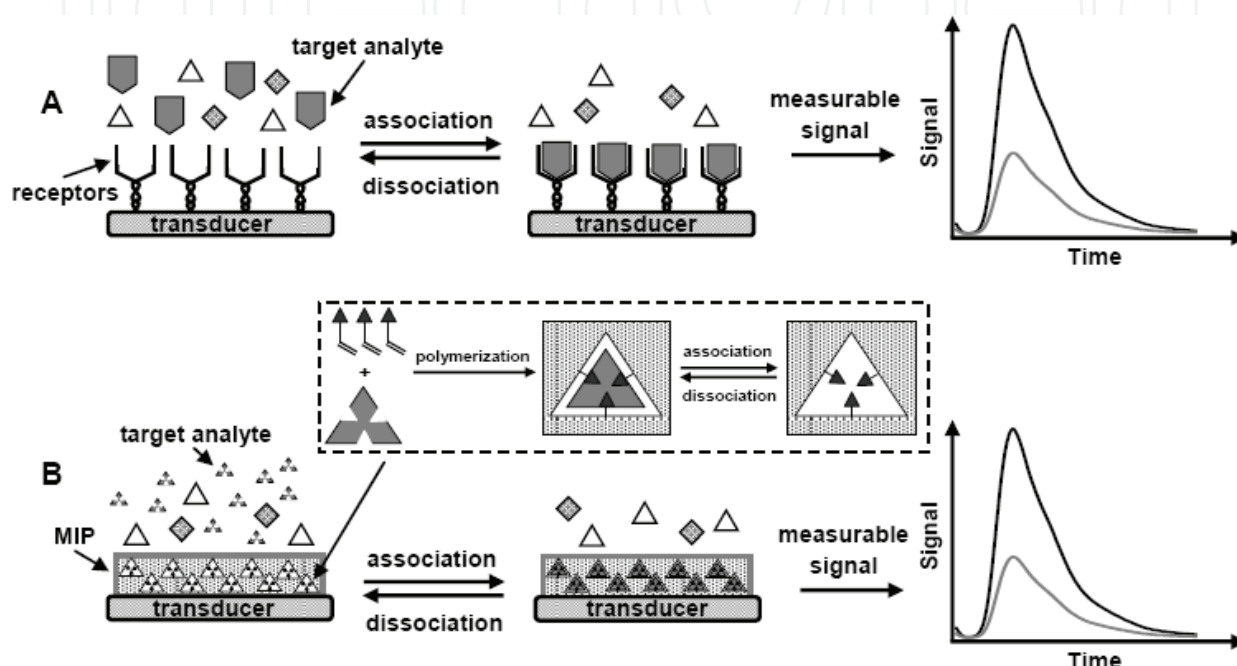 target analyte
A
association
dissociation
receptors
transducer
transducer
measurable
signal
Signal
Time
+
polymerization
association
dissociation
target analyte
B
MIP
association
dissociation
transducer
transducer
measurable
signal
Signal
Time